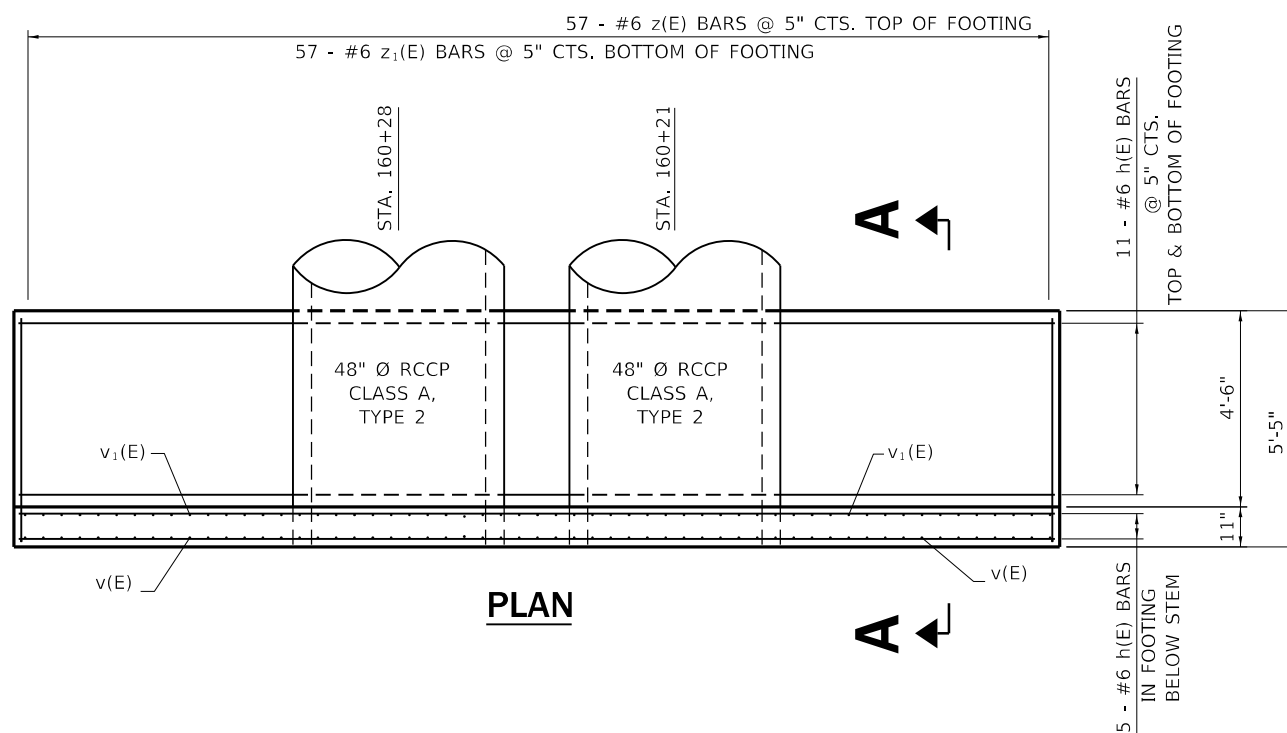 57 - #6 z(E) BARS @ 5" CTS. TOP OF FOOTING
57 - #6 z₁(E) BARS @ 5" CTS. BOTTOM OF FOOTING
STA. 160+28
STA. 160+21
A
11 - #6 h(E) BARS
@ 5" CTS.
TOP & BOTTOM OF FOOTING
48" Ø RCCP
CLASS A,
TYPE 2
48" Ø RCCP
CLASS A,
TYPE 2
4'-6"
5'-5"
11"
v₁(E)
v₁(E)
v(E)
v(E)
PLAN
A
5 - #6 h(E) BARS
IN FOOTING
BELOW STEM